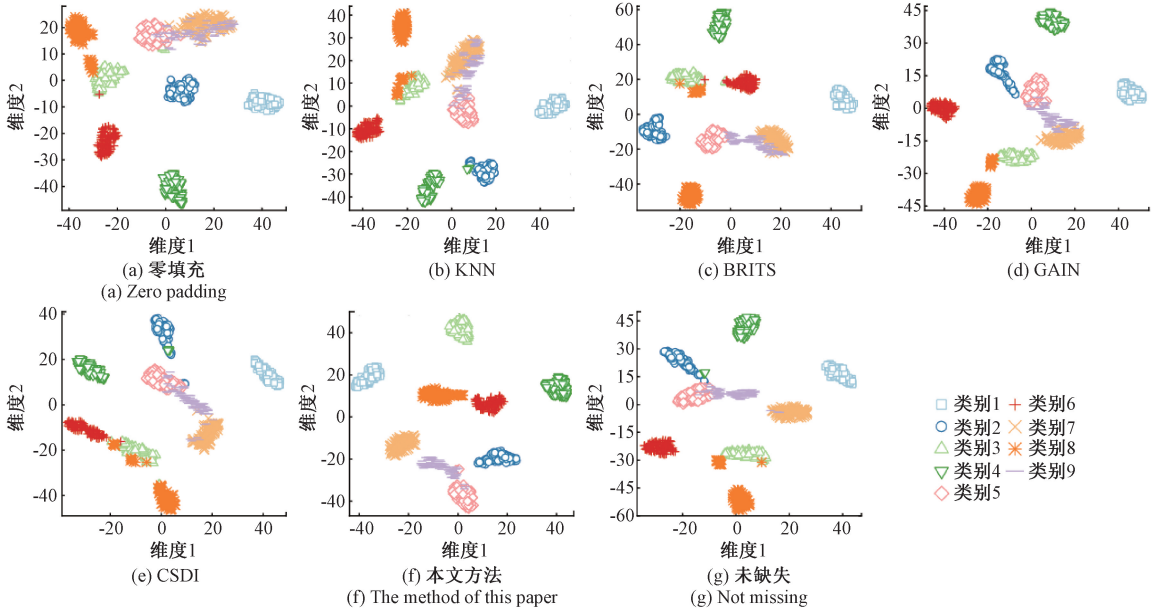 维度2
20
10
0
-10
-20
-30
-40
-40 -20 0 20 40
维度1
(a) 零填充
(a) Zero padding
维度2
40
30
20
10
0
-10
-20
-30
-40
-40 -20 0 20 40
维度1
(b) KNN
维度2
60
40
20
0
-20
-40
-40 -20 0 20 40
维度1
(c) BRITS
维度2
45
30
15
0
-15
-30
-45
-40 -20 0 20 40
维度1
(d) GAIN
维度2
40
20
0
-20
-40
-20 0 20 40
维度1
(e) CSDI
维度2
40
20
0
-20
-40
-40 -20 0 20 40
维度1
(f) 本文方法
(f) The method of this paper
维度2
45
30
15
0
-15
-30
-45
-60
-20 0 20 40
维度1
(g) 未缺失
(g) Not missing
类别1 类别6
类别2 类别7
类别3 类别8
类别4 类别9
类别5